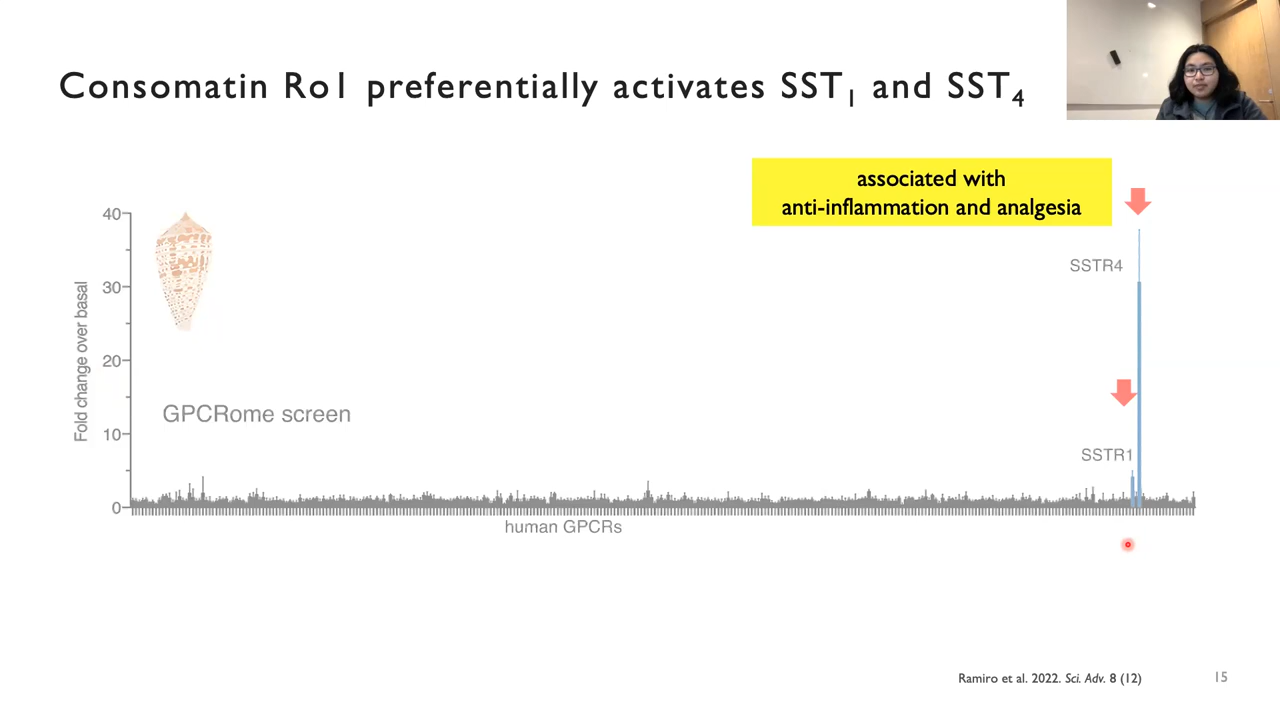 Consomatin Ro1 preferentially activates SST1 and SST4
associated with
anti-inflammation and analgesia
40
SSTR4
30
Fold change over basal
20
GPCRome screen
10
SSTR1
0
human GPCRs
Ramiro et al. 2022. Sci. Adv. 8 (12)
15